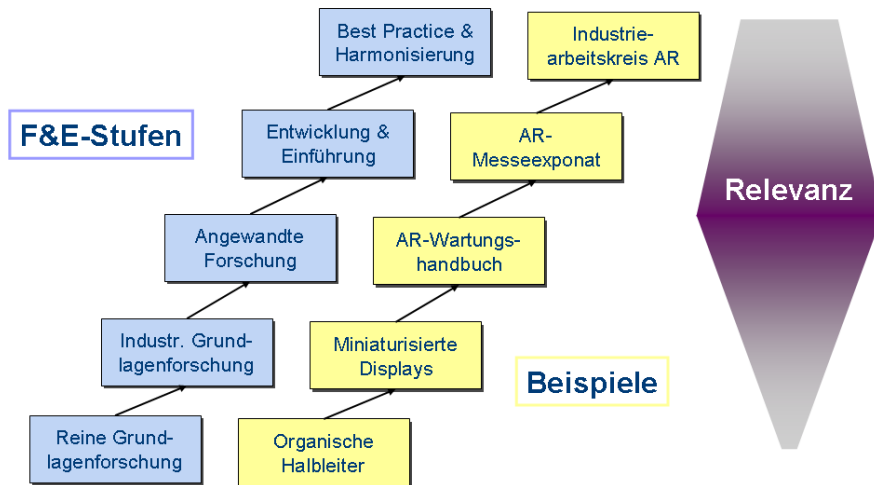 Best Practice &
Harmonisierung
Industrie-
arbeitskreis AR
F&E-Stufen
Entwicklung &
Einführung
AR-
Messeexponat
Relevanz
Angewandte
Forschung
AR-Wartungs-
handbuch
Industr. Grund-
lagenforschung
Miniaturisierte
Displays
Beispiele
Reine Grund-
lagenforschung
Organische
Halbleiter